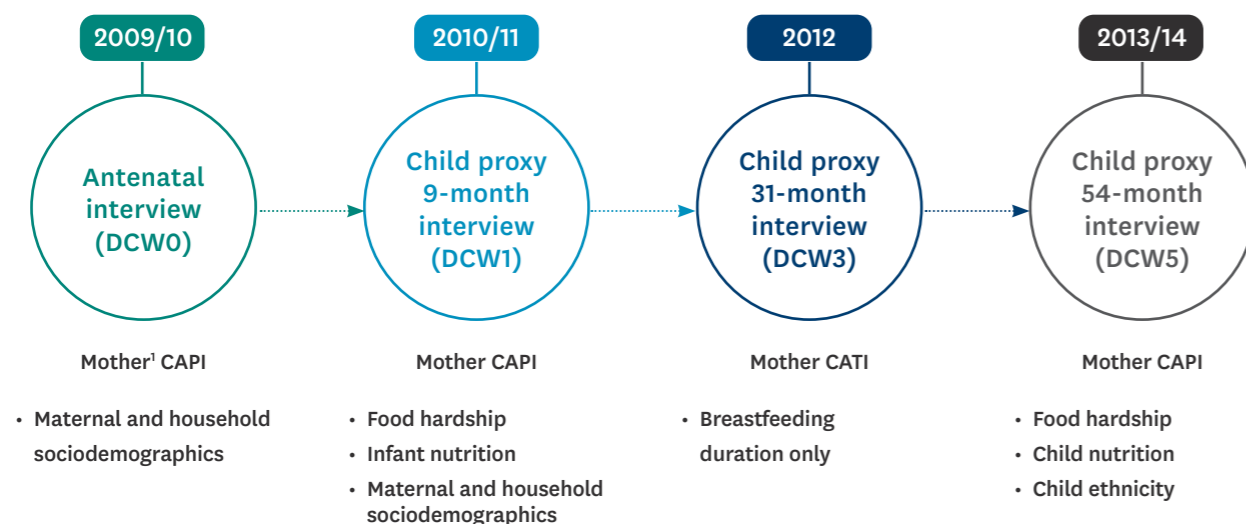 2009/10
Antenatal
interview
(DCW0)
Mother¹ CAPI
• Maternal and household
sociodemographics
2010/11
Child proxy
9-month
interview
(DCW1)
Mother CAPI
• Food hardship
• Infant nutrition
• Maternal and household
sociodemographics
2012
Child proxy
31-month
interview
(DCW3)
Mother CATI
• Breastfeeding
duration only
2013/14
Child proxy
54-month
interview
(DCW5)
Mother CAPI
• Food hardship
• Child nutrition
• Child ethnicity